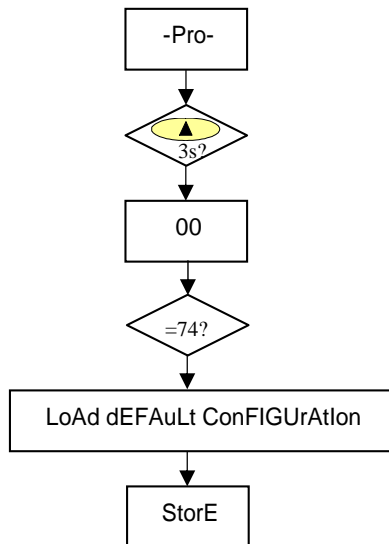 -Pro-
3s?
00
=74?
LoAd dEFAuLt ConFIGUrAtIon
StorE